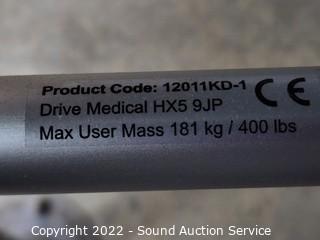 Product Code: 12011KD-1
Drive Medical HX5 9JP
Max User Mass 181 kg / 400 lbs
CE
Copyright 2022 - Sound Auction Service